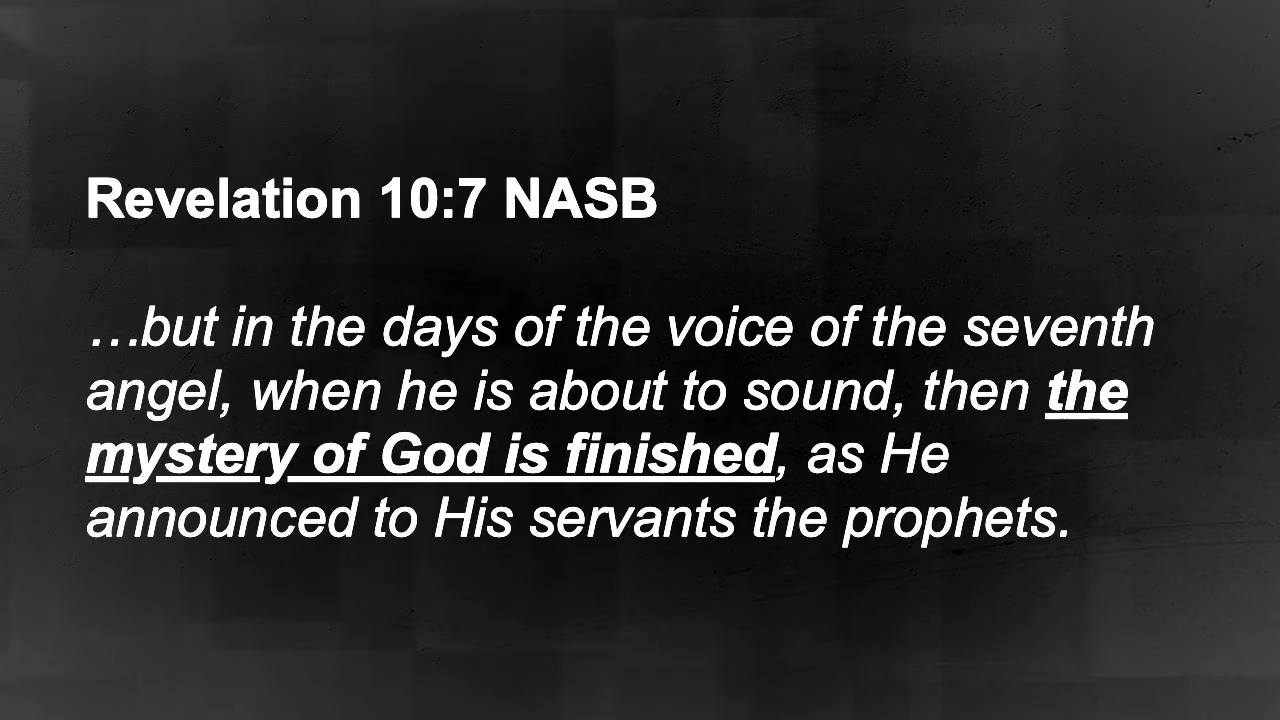 Revelation 10:7 NASB
…but in the days of the voice of the seventh
angel, when he is about to sound, then the
mystery of God is finished, as He
announced to His servants the prophets.